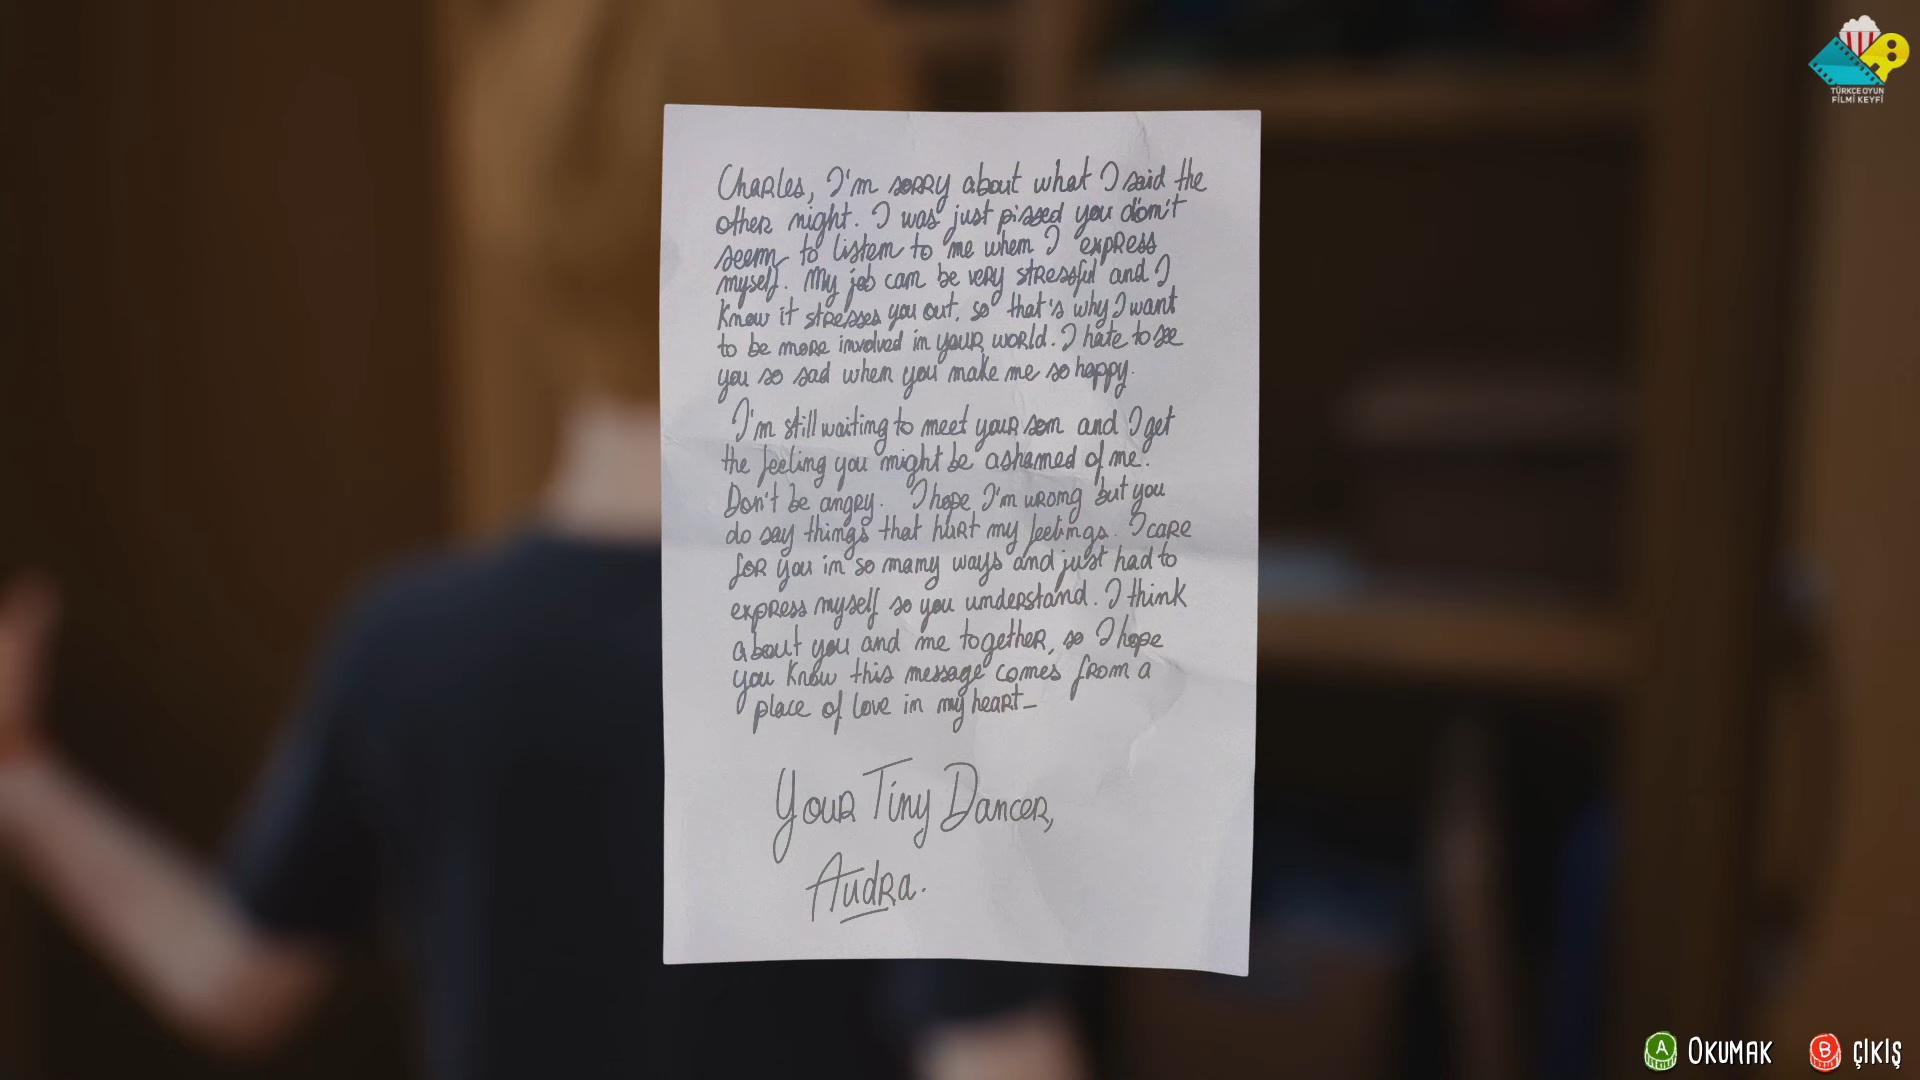 TÜRKCE OYUN
FİLMİ KEYFİ
Charles, I'm sorry about what I said the
other night. I was just pissed you don't
seem to listen to me when I express
myself. My job can be very stressful and I
know it stresses you out, so that's why I want
to be more involved in your world. I hate to see
you so sad when you make me so happy.
I'm still waiting to meet your son and I get
the feeling you might be ashamed of me.
Don't be angry. I hope I'm wrong but you
do say things that hurt my feelings. I care
for you in so many ways and just had to
express myself so you understand. I think
about you and me together, so I hope
you know this message comes from a
place of love in my heart_
Your Tiny Dancer,
Audra.
A OKUMAK B ÇIKIŞ